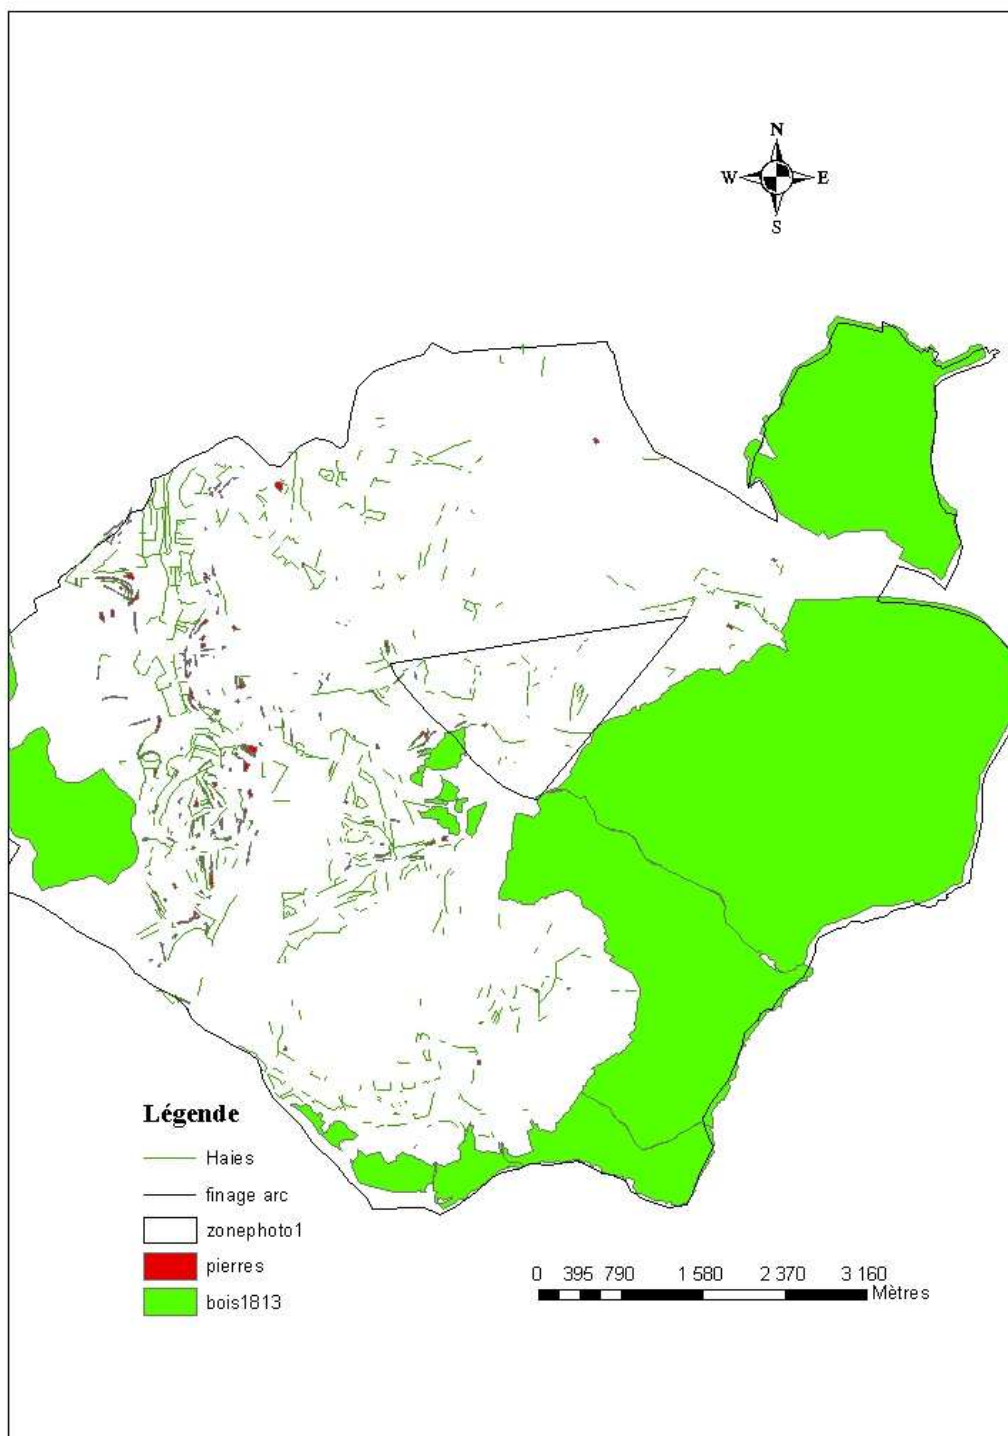 N
W E
S
Légende
Haies
finage arc
zonephoto1
pierres
bois1813
0 395 790 1 580 2 370 3 160
Mètres